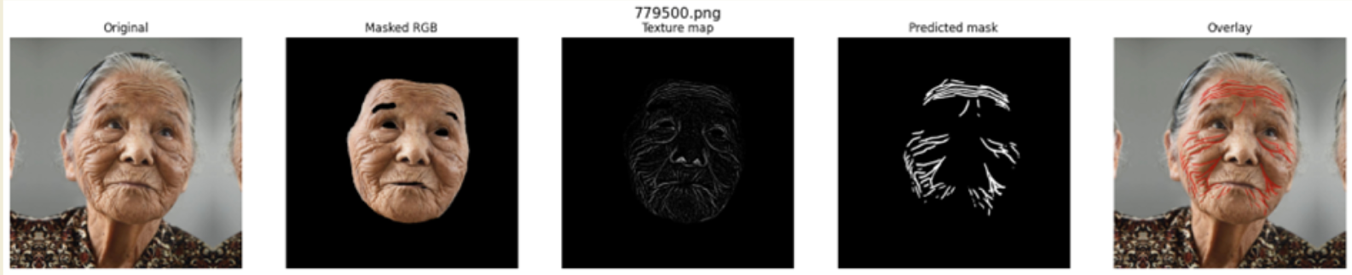 779500.png
Original
Masked RGB
Texture map
Predicted mask
Overlay